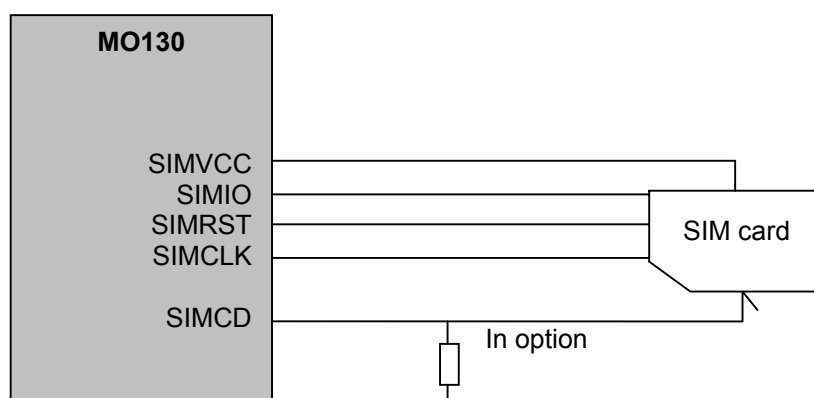 MO130
SIMVCC
SIMIO
SIMRST
SIMCLK
SIM card
SIMCD
In option